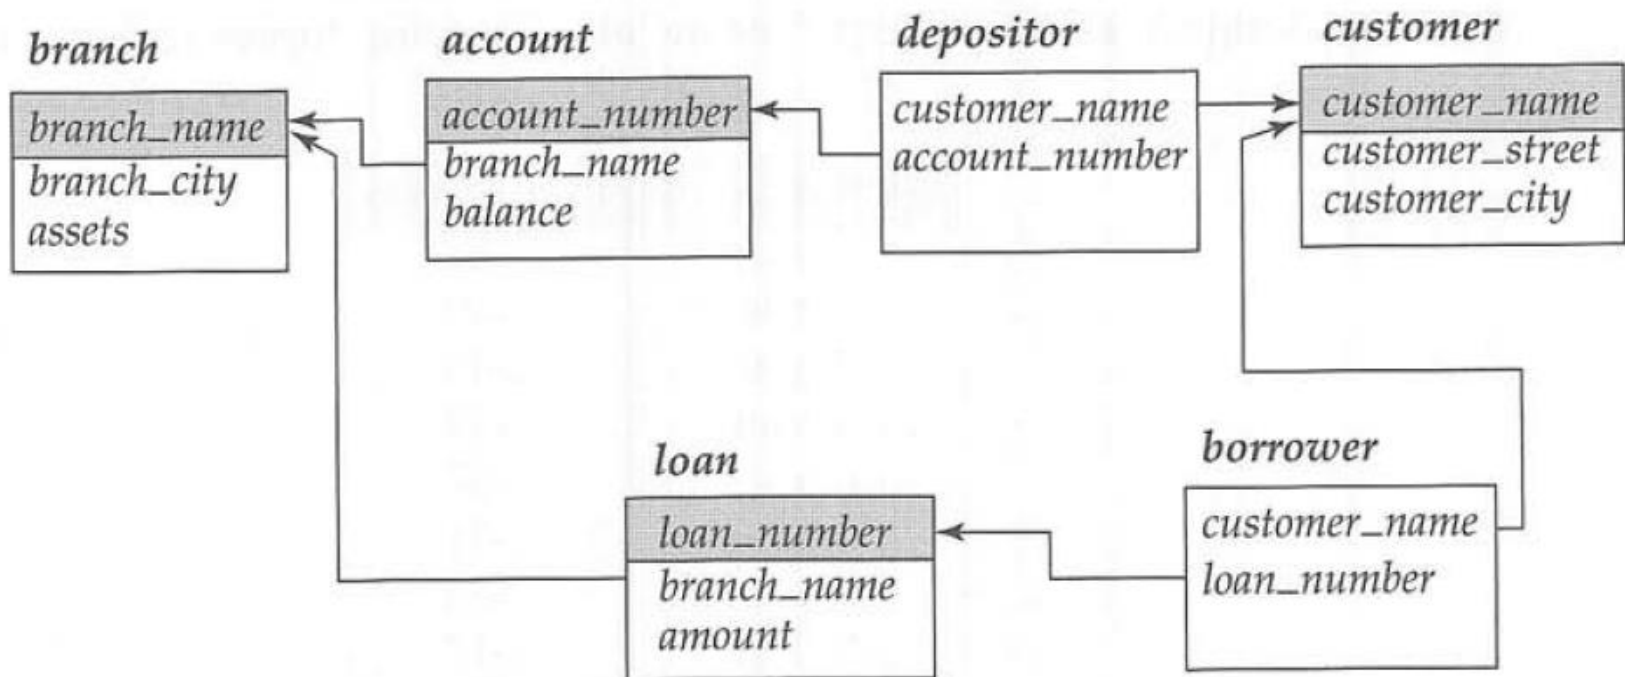 branch
branch_name
branch_city
assets
account
account_number
branch_name
balance
depositor
customer_name
account_number
customer
customer_name
customer_street
customer_city
loan
loan_number
branch_name
amount
borrower
customer_name
loan_number